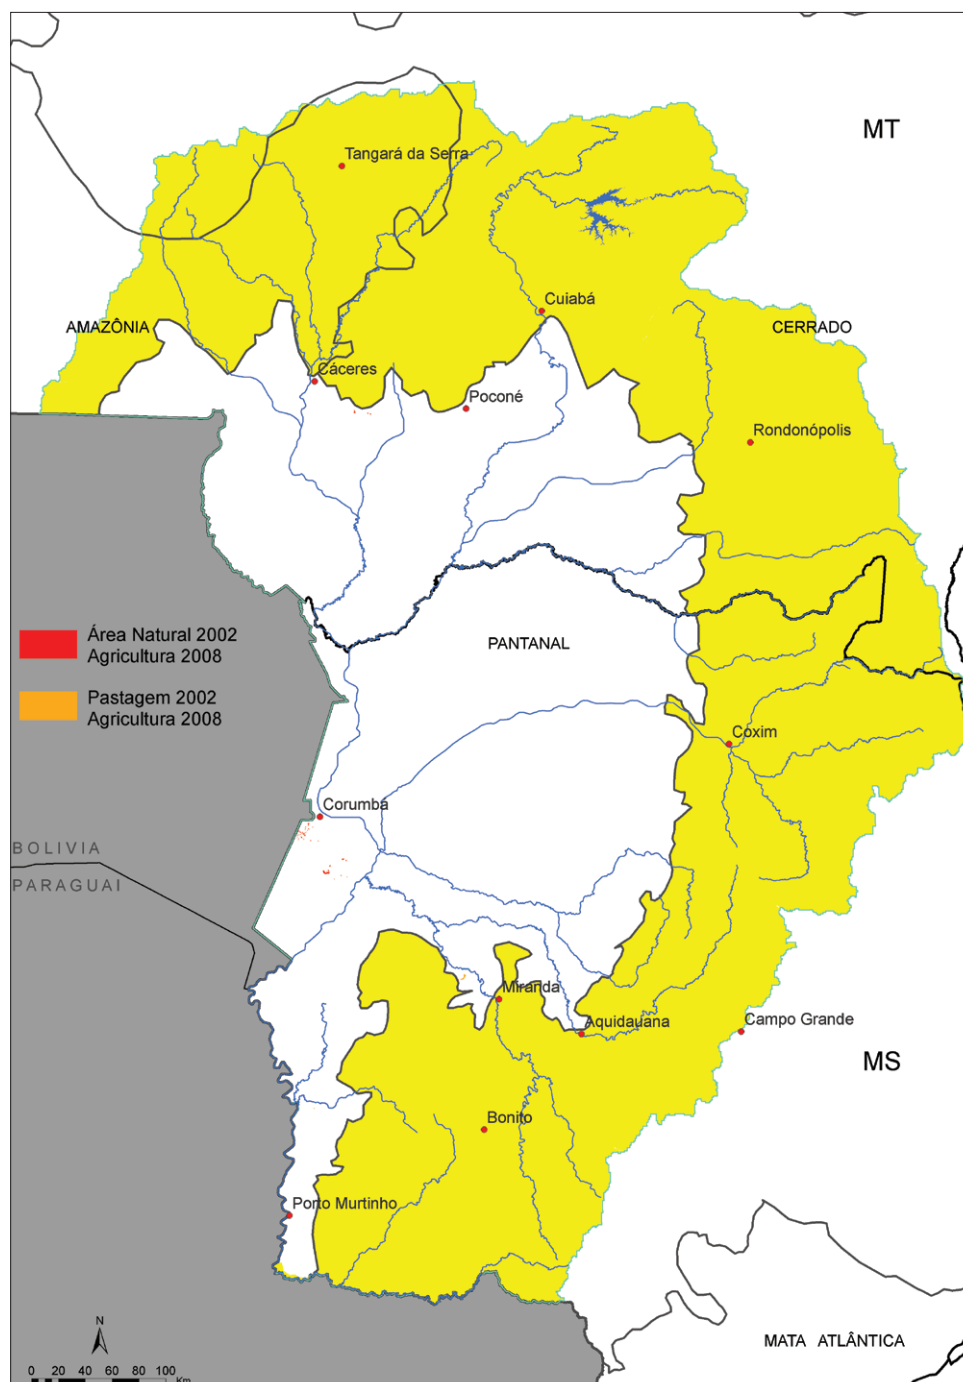 MT
Tangará da Serra
Cuiabá
AMAZÔNIA
CERRADO
Cáceres
Poconé
Rondonópolis
Área Natural 2002
Agricultura 2008
PANTANAL
Pastagem 2002
Agricultura 2008
Coxim
Corumbá
BOLIVIA
PARAGUAI
Miranda
Aquidauana
Campo Grande
MS
Bonito
Porto Murtinho
N
MATA ATLÂNTICA
0 20 40 60 80 100
Km